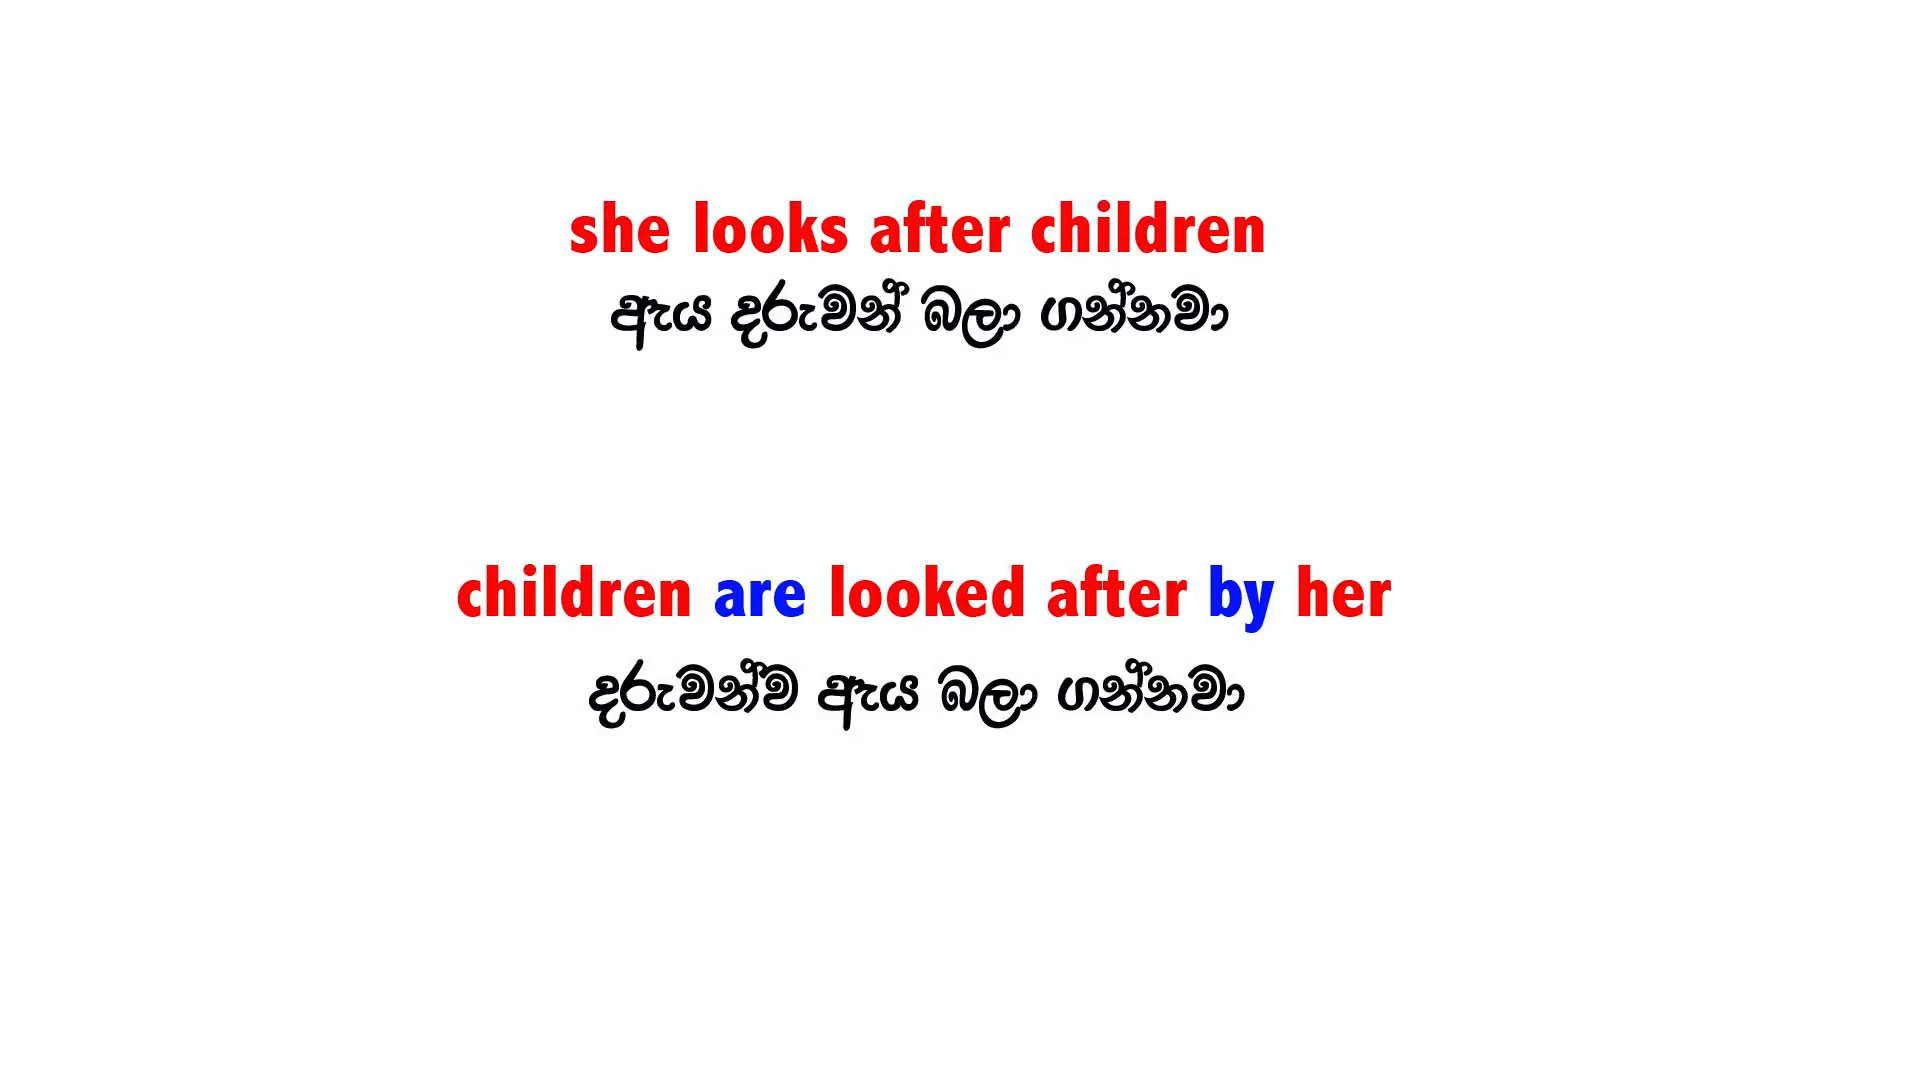 she looks after children
ඇය දරුවන් බලා ගන්නවා
children are looked after by her
දරුවන්ව ඇය බලා ගන්නවා